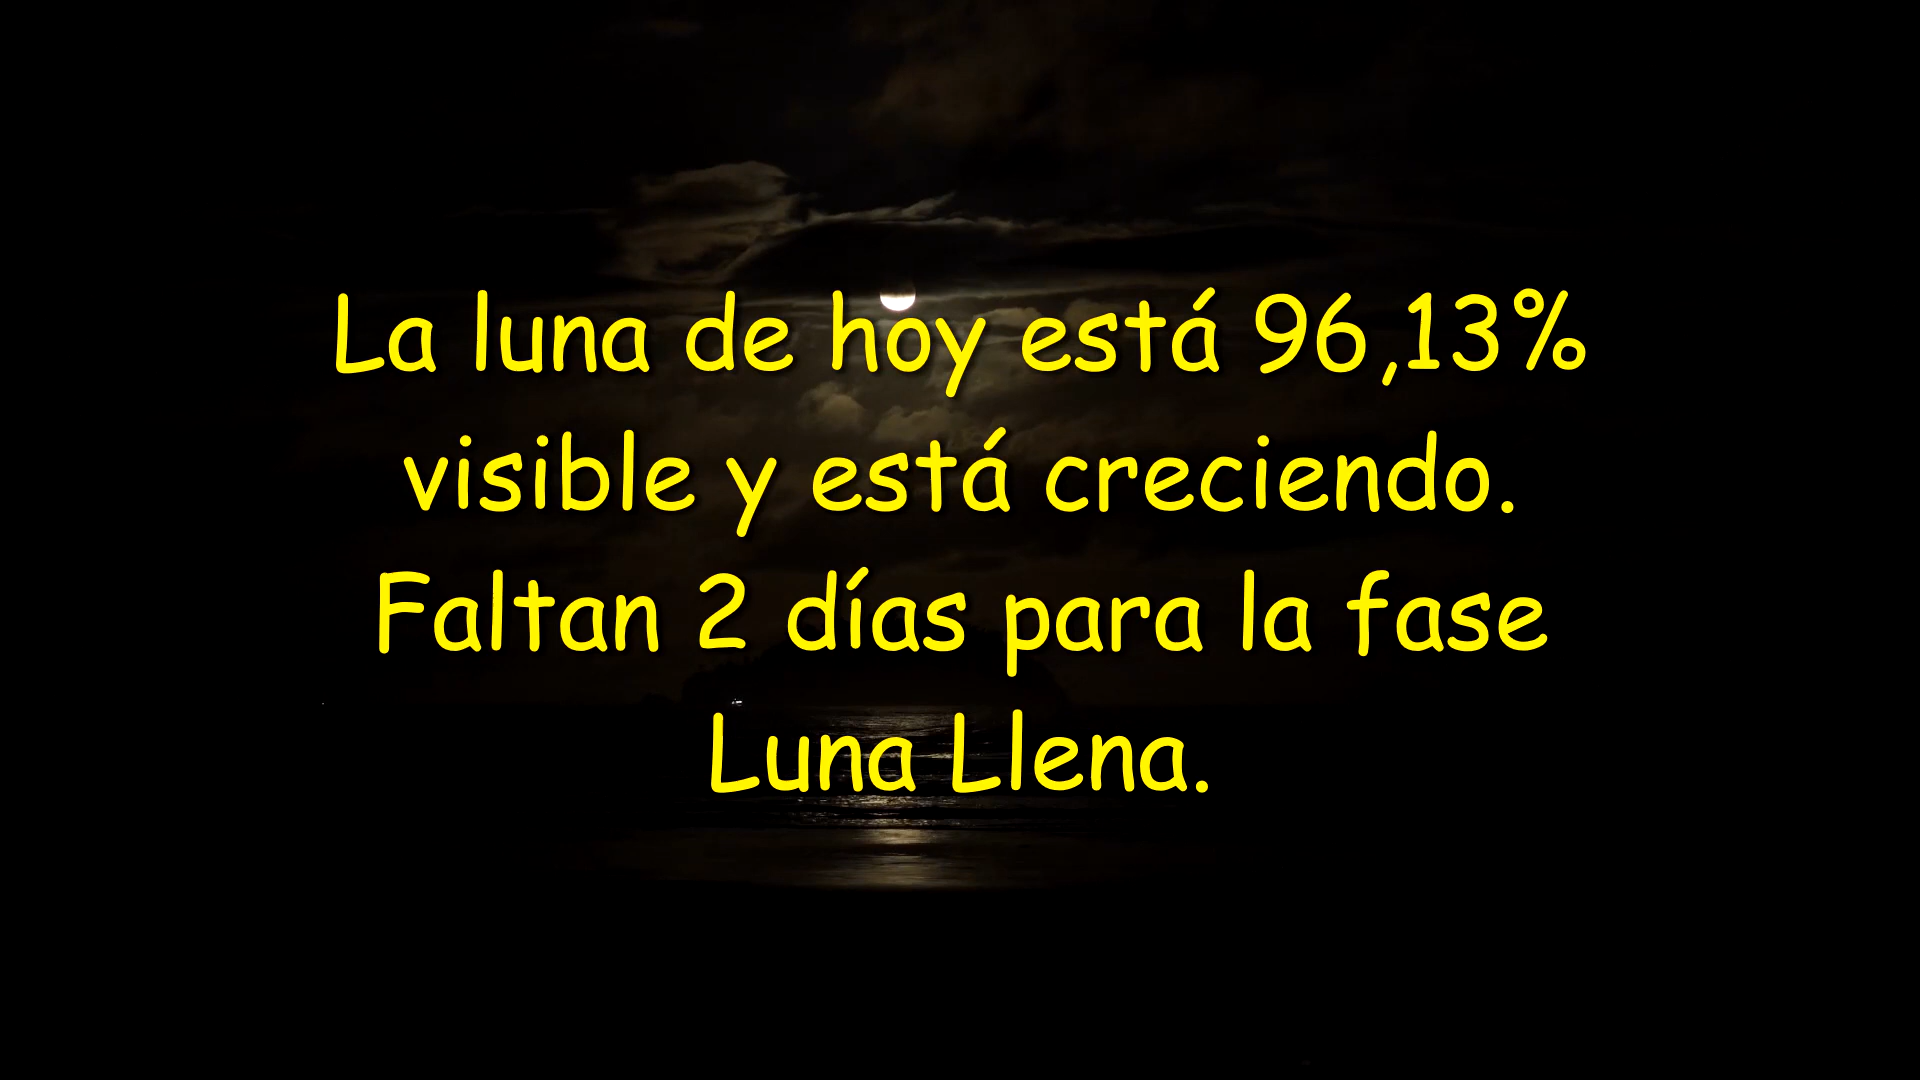 La luna de hoy está 96,13%
visible y está creciendo.
Faltan 2 días para la fase
Luna Llena.